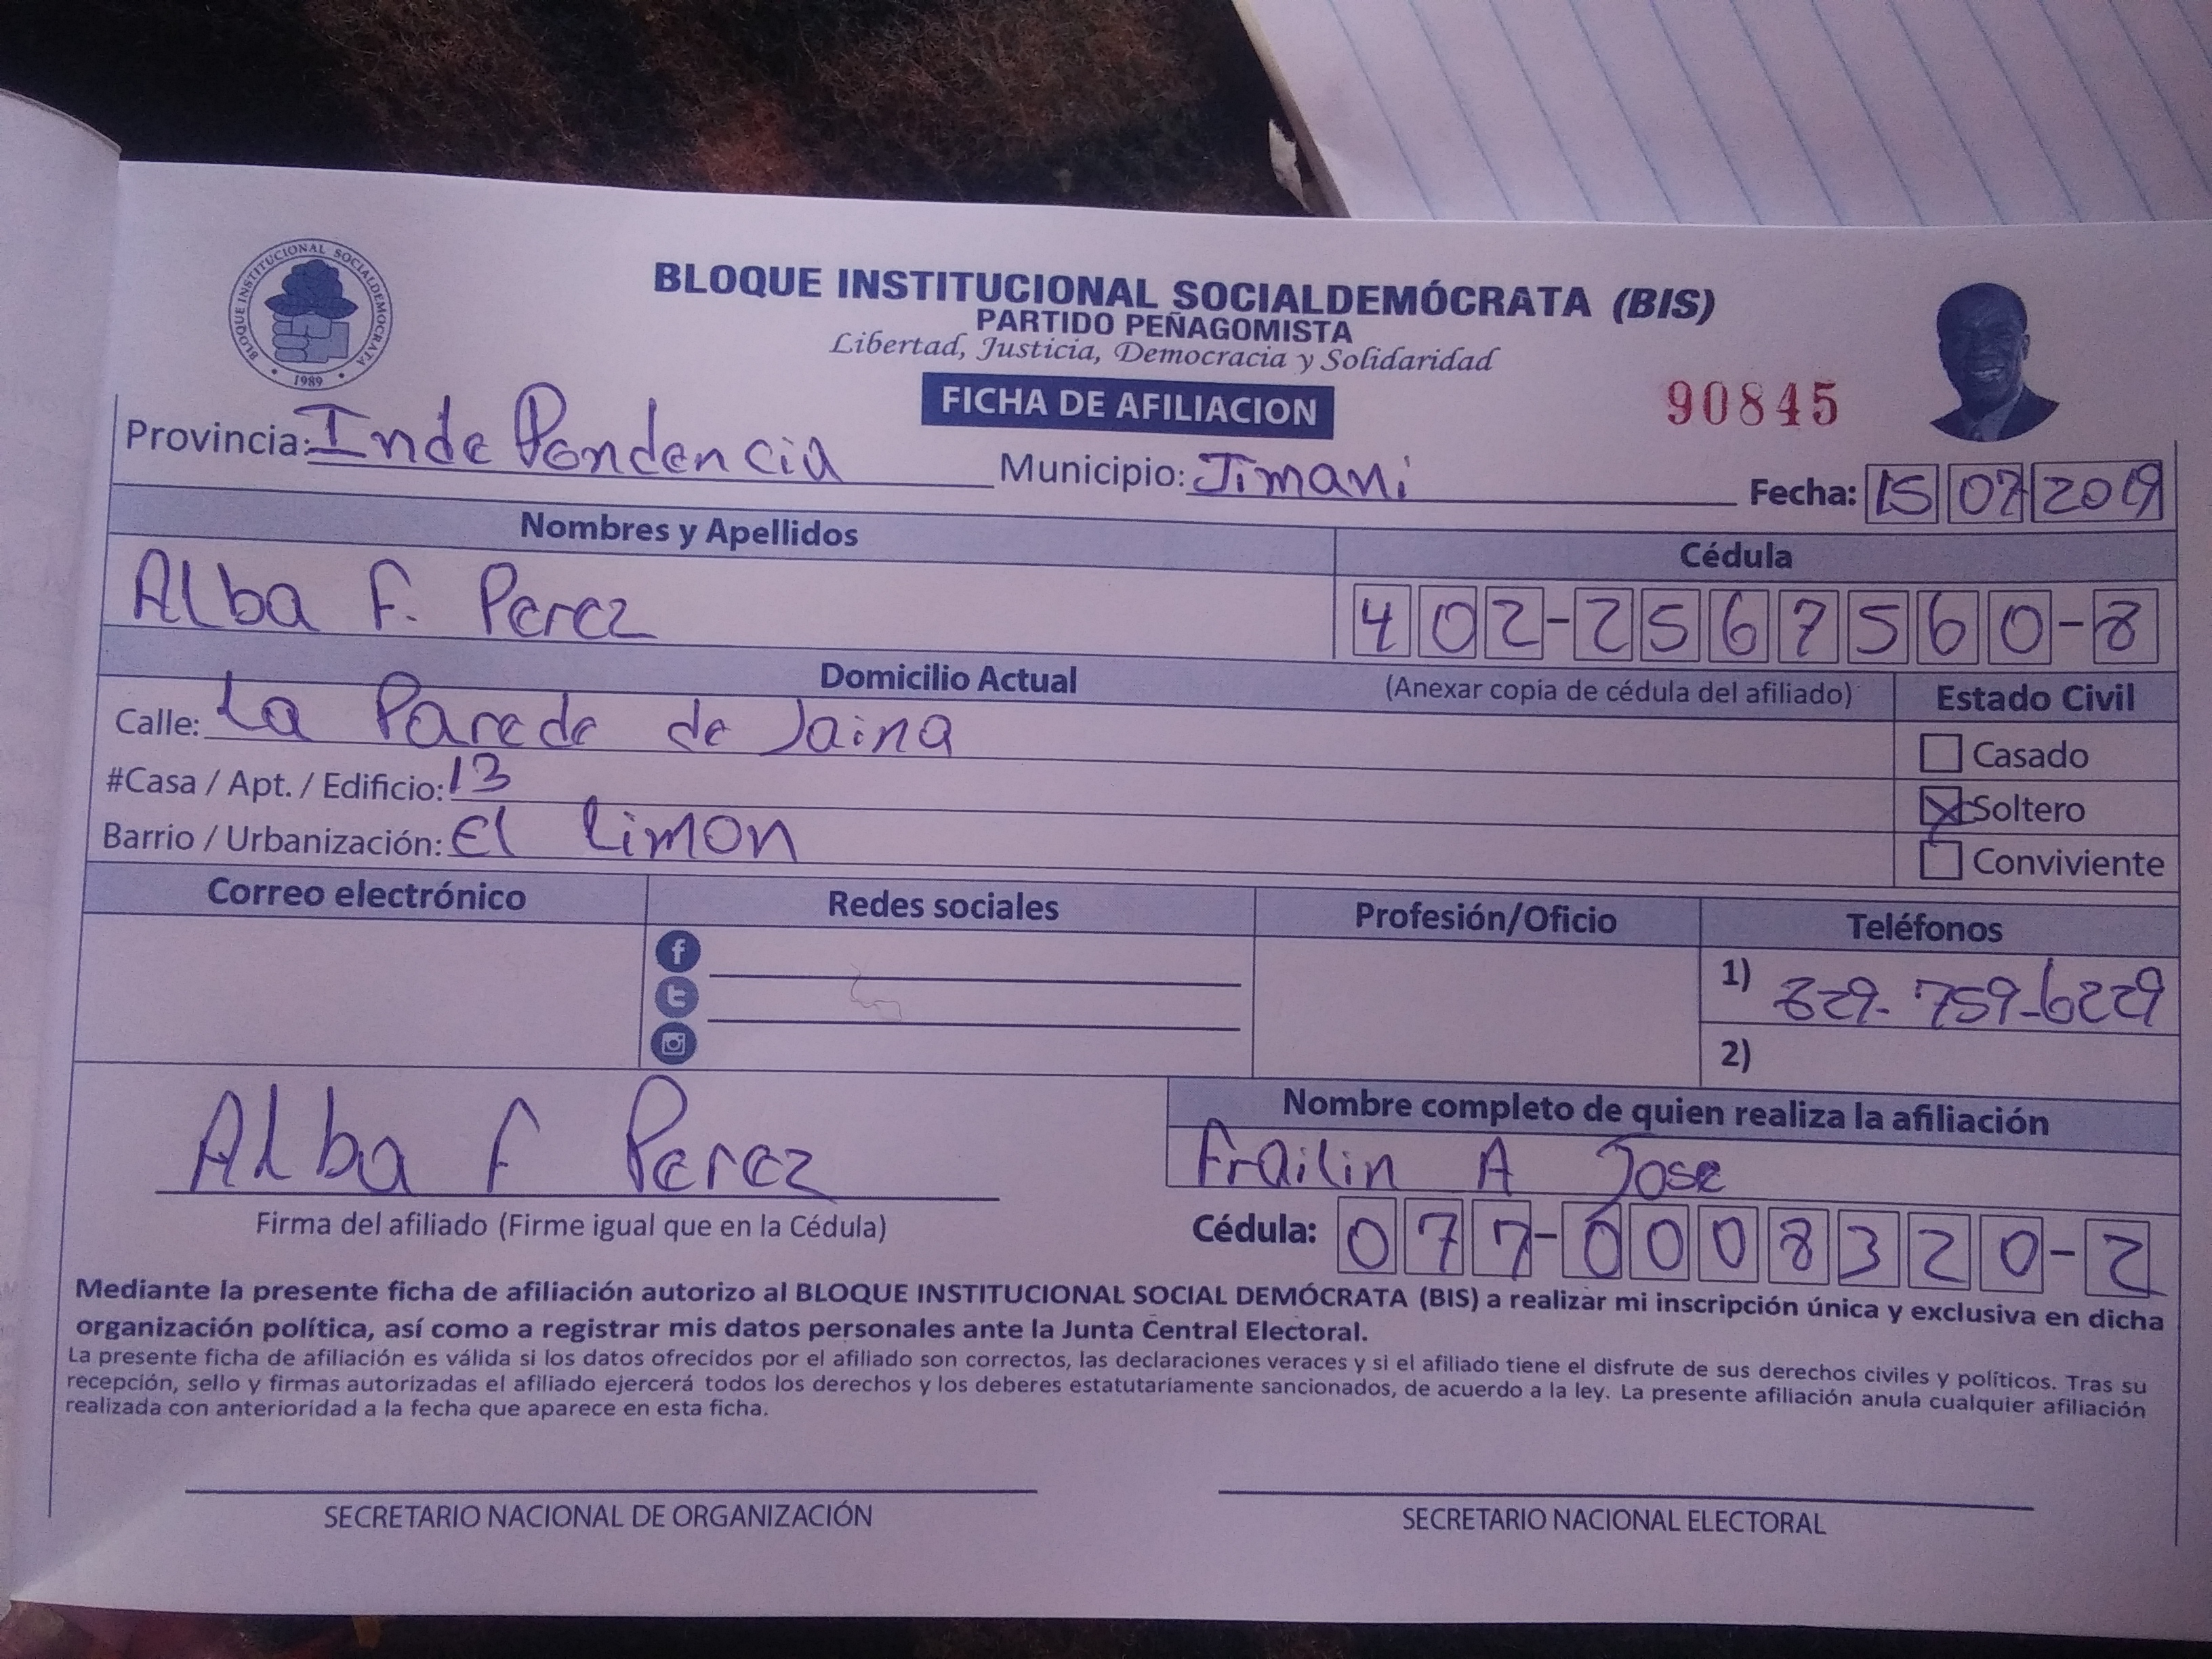 BLOQUE INSTITUCIONAL SOCIALDEMOCRATA
1989
BLOQUE INSTITUCIONAL SOCIALDEMÓCRATA (BIS)
PARTIDO PEÑAGOMISTA
Libertad, Justicia, Democracia y Solidaridad
FICHA DE AFILIACION
90845
Provincia: Inde Pendencia Municipio: Jimani Fecha: 15 07 2019
Nombres y Apellidos Cédula
Alba F. Perez 402-2567560-8
Domicilio Actual (Anexar copia de cédula del afiliado) Estado Civil
Calle: La Parede de Jaina Casado
#Casa / Apt. / Edificio: 13 Soltero
Barrio / Urbanización: El limon Conviviente
Correo electrónico Redes sociales Profesión/Oficio Teléfonos
1) 829-759-6229
2)
Nombre completo de quien realiza la afiliación
Alba F Perez Frailin A Jose
Firma del afiliado (Firme igual que en la Cédula) Cédula: 077-0008320-2
Mediante la presente ficha de afiliación autorizo al BLOQUE INSTITUCIONAL SOCIAL DEMÓCRATA (BIS) a realizar mi inscripción única y exclusiva en dicha
organización política, así como a registrar mis datos personales ante la Junta Central Electoral.
La presente ficha de afiliación es válida si los datos ofrecidos por el afiliado son correctos, las declaraciones veraces y si el afiliado tiene el disfrute de sus derechos civiles y políticos. Tras su
recepción, sello y firmas autorizadas el afiliado ejercerá todos los derechos y los deberes estatutariamente sancionados, de acuerdo a la ley. La presente afiliación anula cualquier afiliación
realizada con anterioridad a la fecha que aparece en esta ficha.
SECRETARIO NACIONAL DE ORGANIZACIÓN SECRETARIO NACIONAL ELECTORAL